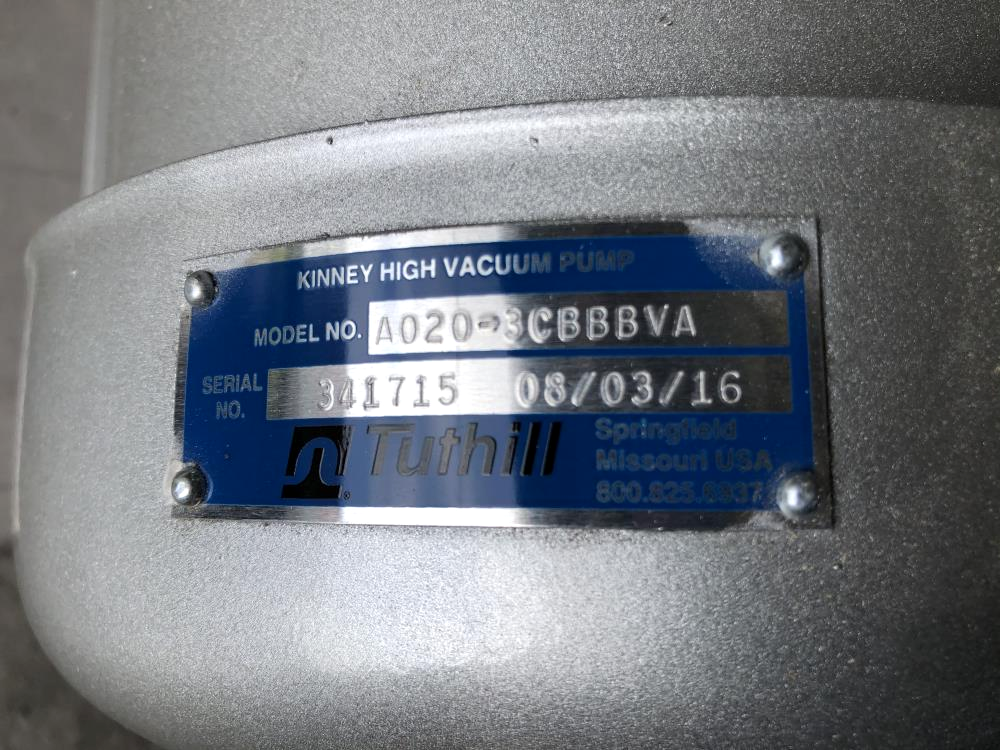 KINNEY HIGH VACUUM PUMP
MODEL NO. A020-3CBBBVA
SERIAL NO. 341715 08/03/16
Tuthill
®
Springfield
Missouri USA
800.825.6937